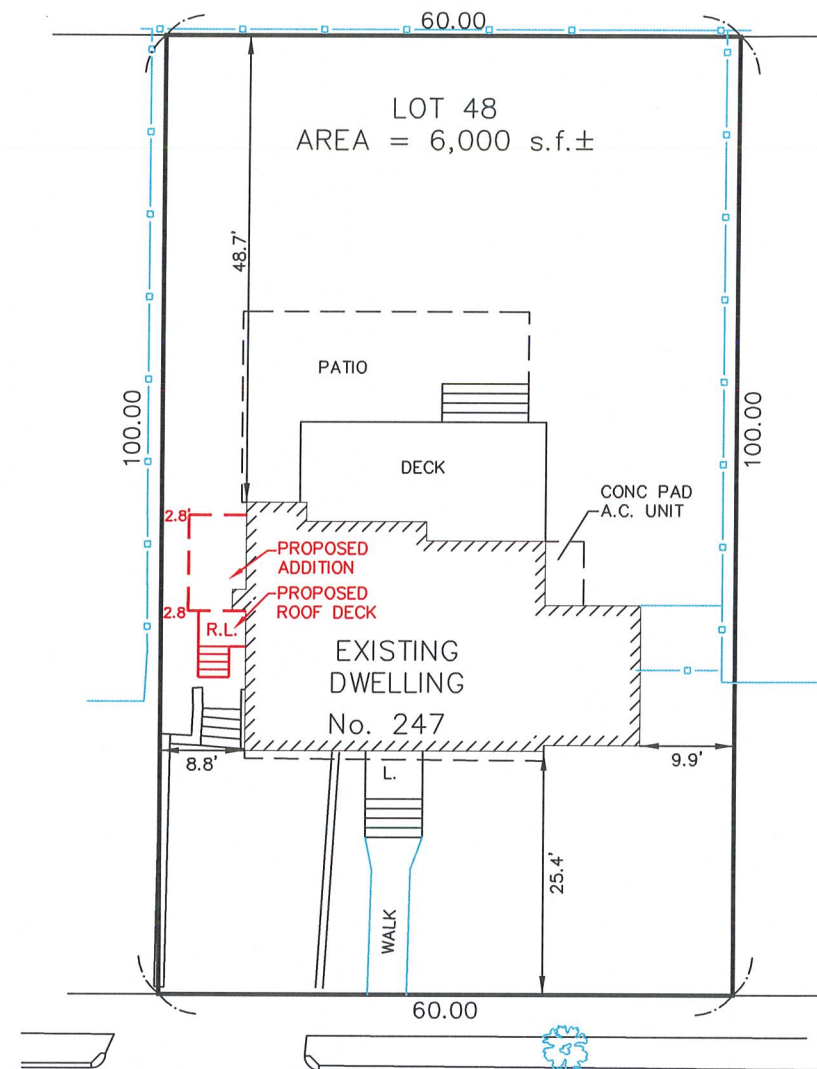 60.00
LOT 48
AREA = 6,000 s.f.±
48.7'
PATIO
100.00
100.00
DECK
CONC PAD
A.C. UNIT
2.8'
PROPOSED
ADDITION
PROPOSED
ROOF DECK
2.8'
R.L.
EXISTING
DWELLING
No. 247
8.8'
L.
9.9'
25.4'
WALK
60.00